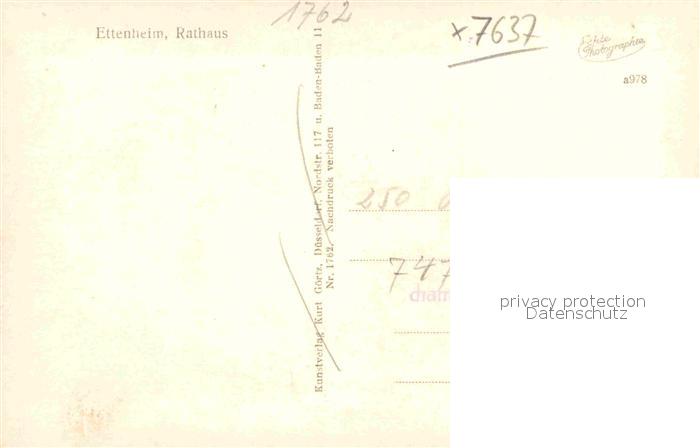 1762
Ettenheim, Rathaus
x 7637
Echte
Photographie
a978
Kunstverlag Kurt Görtz, Düsseldorf, Nordstr. 117 u. Baden-Baden 11
Nr. 1762, Nachdruck verboten
250
747
privacy protection
Datenschutz